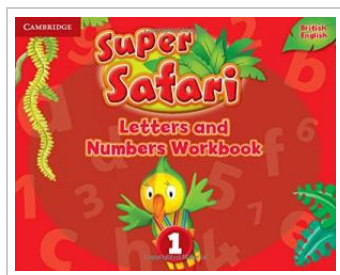 CAMBRIDGE
British
English
Super
Safari
Letters and
Numbers Workbook
1